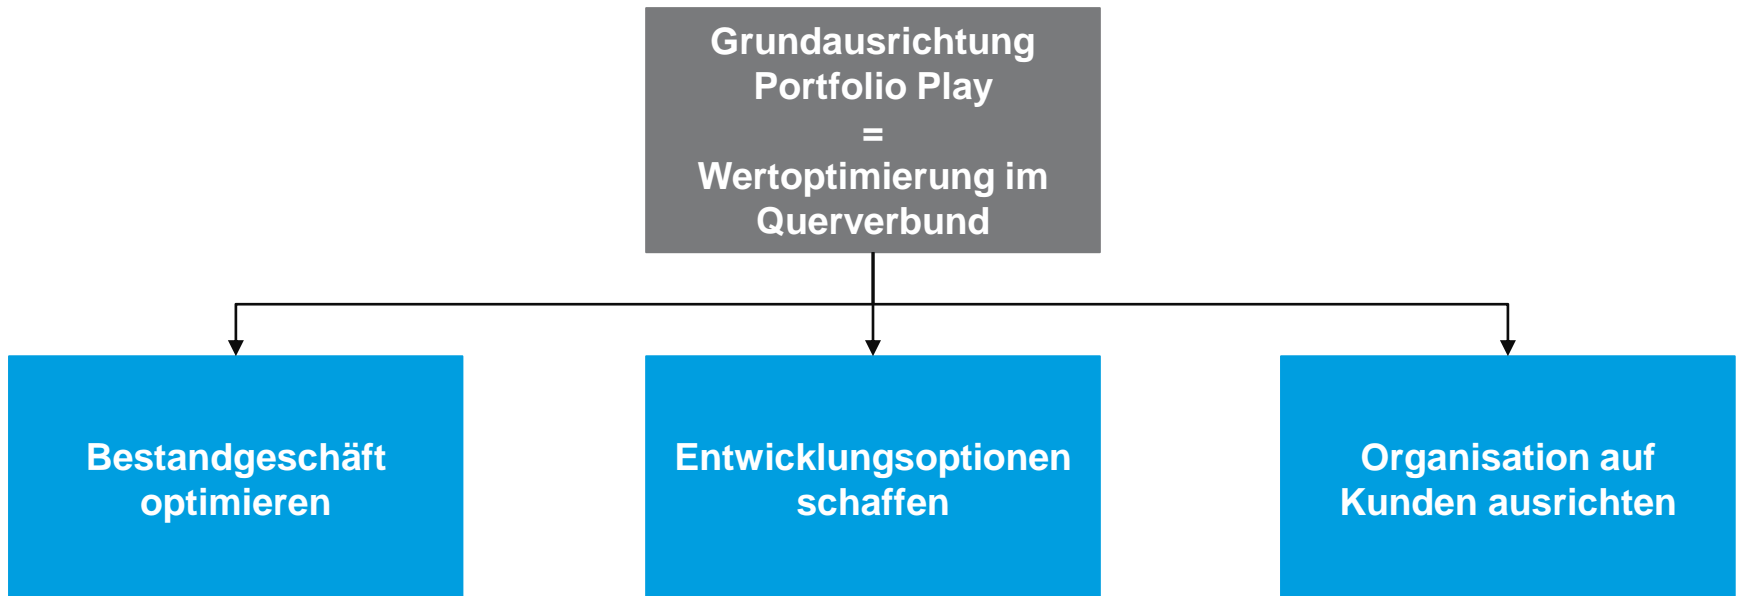 Grundausrichtung
Portfolio Play
=
Wertoptimierung im
Querverbund
Bestandgeschäft
optimieren
Entwicklungsoptionen
schaffen
Organisation auf
Kunden ausrichten